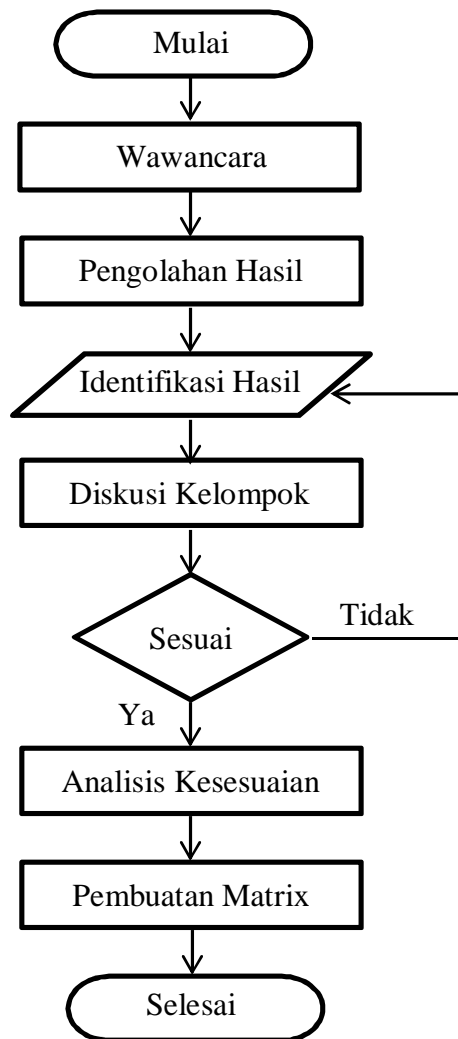 Mulai
Wawancara
Pengolahan Hasil
Identifikasi Hasil
Diskusi Kelompok
Sesuai
Tidak
Ya
Analisis Kesesuaian
Pembuatan Matrix
Selesai